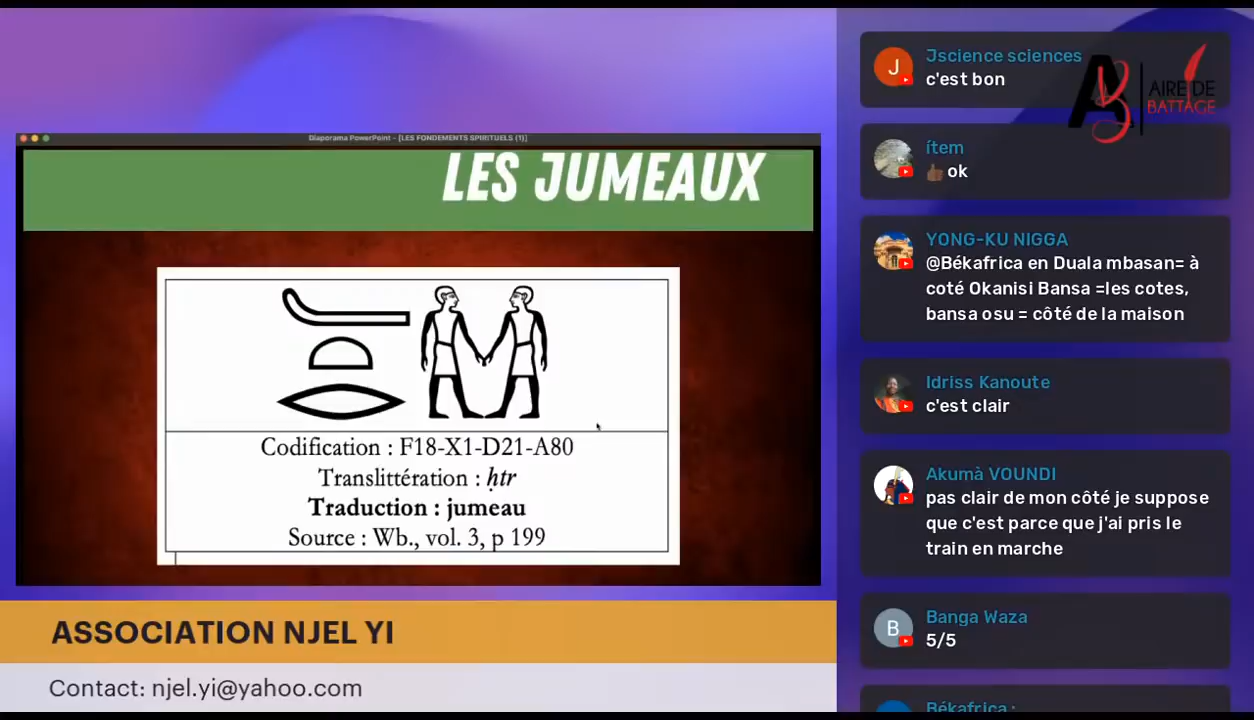 Diaporama PowerPoint - [LES FONDEMENTS SPIRITUELS (1)]
LES JUMEAUX
Codification : F18-X1-D21-A80
Translittération : ḥtr
Traduction : jumeau
Source : Wb., vol. 3, p 199
ASSOCIATION NJEL YI
Contact: njel.yi@yahoo.com
J
Jscience sciences
c'est bon
AB
AIRE DE
BATTAGE
ítem
👍🏾ok
YONG-KU NIGGA
@Békafrica en Duala mbasan= à
coté Okanisi Bansa =les cotes,
bansa osu = côté de la maison
Idriss Kanoute
c'est clair
Akumà VOUNDI
pas clair de mon côté je suppose
que c'est parce que j'ai pris le
train en marche
B
Banga Waza
5/5
Békafrica :